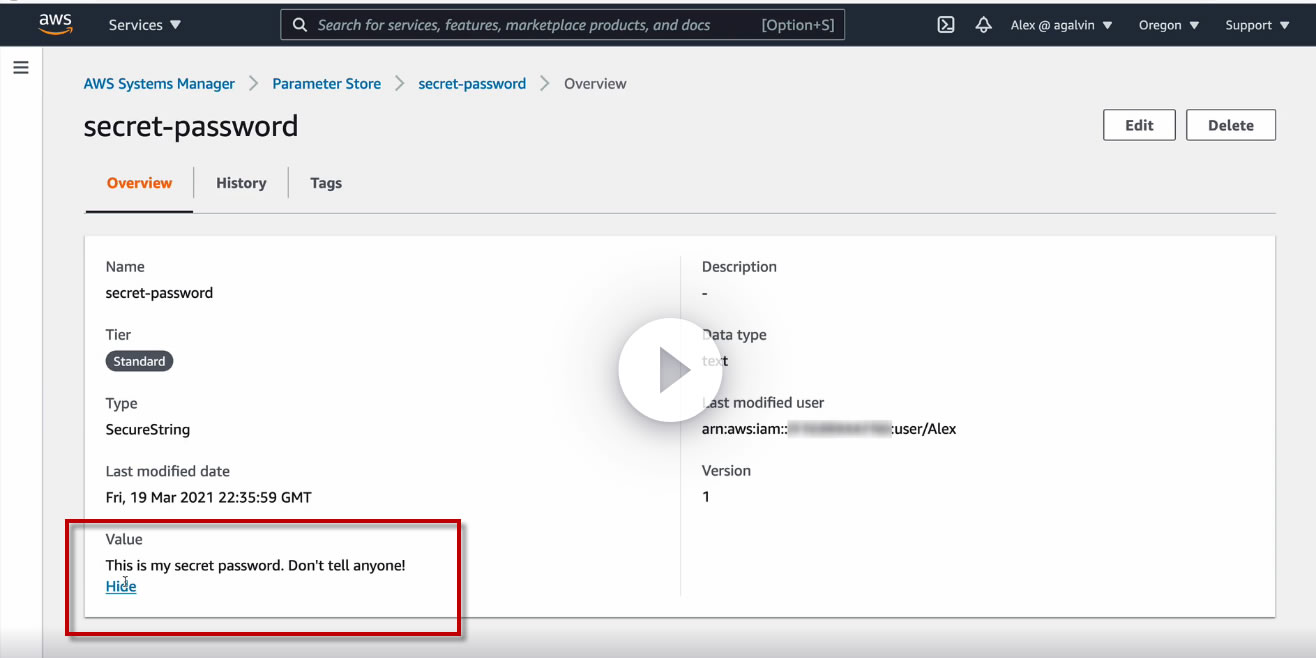 aws Services ▼ Search for services, features, marketplace products, and docs [Option+S] Alex @ agalvin ▼ Oregon ▼ Support ▼
AWS Systems Manager > Parameter Store > secret-password > Overview
secret-password
Edit Delete
Overview History Tags
Name
secret-password
Tier
Standard
Type
SecureString
Last modified date
Fri, 19 Mar 2021 22:35:59 GMT
Value
This is my secret password. Don't tell anyone!
Hide
Description
-
Data type
text
Last modified user
arn:aws:iam:: :user/Alex
Version
1